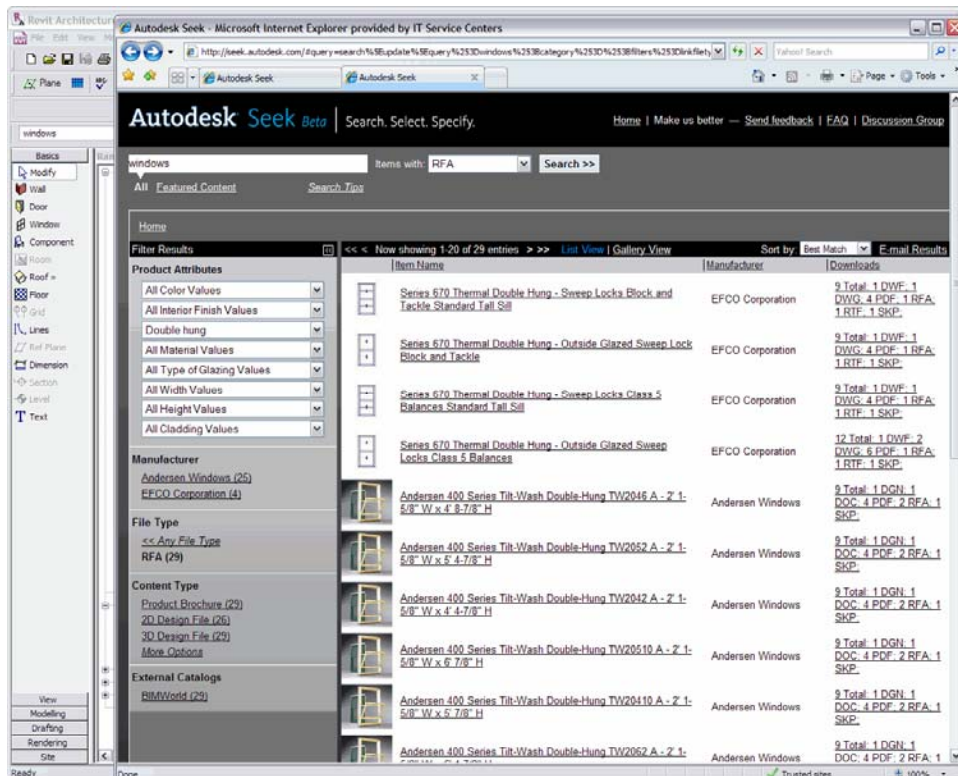 Revit Architectur
Autodesk Seek - Microsoft Internet Explorer provided by IT Service Centers
File Edit View
http://seek.autodesk.com/#query=search%5Eupdate%5Equery%253Dwindows%253Bcategory%253D%253Bfilters%253Dlinkfilety
Yahoo! Search
Autodesk Seek
Autodesk Seek
Page
Tools
Plane
windows
Basics
Modify
Wall
Door
Window
Component
Room
Roof =
Floor
Grid
Lines
Ref Plane
Dimension
Section
Level
Text
View
Modelling
Drafting
Rendering
Site
Ready
Autodesk Seek Beta | Search. Select. Specify.
Home | Make us better — Send feedback | FAQ | Discussion Group
windows
Items with: RFA
Search >>
All Featured Content Search Tips
Home
Filter Results
<< < Now showing 1-20 of 29 entries > >> List View | Gallery View
Sort by: Best Match
E-mail Results
Product Attributes
All Color Values
All Interior Finish Values
Double hung
All Material Values
All Type of Glazing Values
All Width Values
All Height Values
All Cladding Values
Manufacturer
Andersen Windows (25)
EFCO Corporation (4)
File Type
<< Any File Type
RFA (29)
Content Type
Product Brochure (29)
2D Design File (26)
3D Design File (29)
More Options
External Catalogs
BIMWorld (29)
Item Name
Manufacturer
Downloads
Series 670 Thermal Double Hung - Sweep Locks Block and
Tackle Standard Tall Sill
EFCO Corporation
9 Total: 1 DWF; 1
DWG; 4 PDF; 1 RFA;
1 RTF; 1 SKP;
Series 670 Thermal Double Hung - Outside Glazed Sweep Lock
Block and Tackle
EFCO Corporation
9 Total: 1 DWF; 1
DWG; 4 PDF; 1 RFA;
1 RTF; 1 SKP;
Series 670 Thermal Double Hung - Sweep Locks Class 5
Balances Standard Tall Sill
EFCO Corporation
9 Total: 1 DWF; 1
DWG; 4 PDF; 1 RFA;
1 RTF; 1 SKP;
Series 670 Thermal Double Hung - Outside Glazed Sweep
Locks Class 5 Balances
EFCO Corporation
12 Total: 1 DWF; 2
DWG; 6 PDF; 1 RFA;
1 RTF; 1 SKP;
Andersen 400 Series Tilt-Wash Double-Hung TW2046 A - 2' 1-
5/8" W x 4' 8-7/8" H
Andersen Windows
9 Total: 1 DGN; 1
DOC; 4 PDF; 2 RFA; 1
SKP;
Andersen 400 Series Tilt-Wash Double-Hung TW2052 A - 2' 1-
5/8" W x 5' 4-7/8" H
Andersen Windows
9 Total: 1 DGN; 1
DOC; 4 PDF; 2 RFA; 1
SKP;
Andersen 400 Series Tilt-Wash Double-Hung TW2042 A - 2' 1-
5/8" W x 4' 4-7/8" H
Andersen Windows
9 Total: 1 DGN; 1
DOC; 4 PDF; 2 RFA; 1
SKP;
Andersen 400 Series Tilt-Wash Double-Hung TW20510 A - 2' 1-
5/8" W x 6' 7/8" H
Andersen Windows
9 Total: 1 DGN; 1
DOC; 4 PDF; 2 RFA; 1
SKP;
Andersen 400 Series Tilt-Wash Double-Hung TW20410 A - 2' 1-
5/8" W x 5' 7/8" H
Andersen Windows
9 Total: 1 DGN; 1
DOC; 4 PDF; 2 RFA; 1
SKP;
Andersen 400 Series Tilt-Wash Double-Hung TW2062 A - 2' 1-
Andersen Windows
9 Total: 1 DGN; 1
DOC; 4 PDF; 2 RFA; 1
Done
Trusted sites
100%